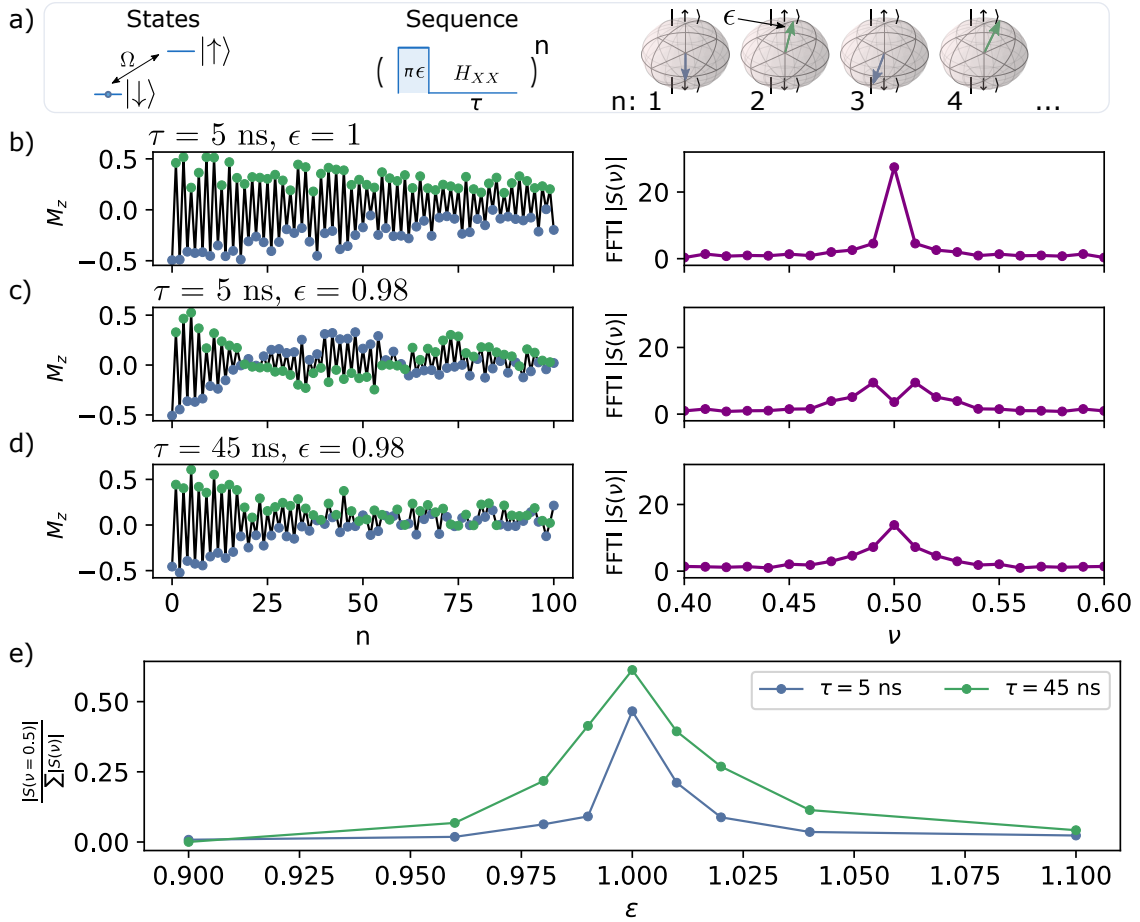 a)
States
Ω
|↑⟩
|↓⟩
Sequence
( πϵ H_XX )^n
τ
|↑⟩ |↑⟩ |↑⟩ |↑⟩
ϵ
|↓⟩ |↓⟩ |↓⟩ |↓⟩
n: 1 2 3 4 ...
b)
τ = 5 ns, ϵ = 1
M_z
0.5
0.0
−0.5
FFTI |S(ν)|
20
0
c)
τ = 5 ns, ϵ = 0.98
M_z
0.5
0.0
−0.5
FFTI |S(ν)|
20
0
d)
τ = 45 ns, ϵ = 0.98
M_z
0.5
0.0
−0.5
0 25 50 75 100
n
FFTI |S(ν)|
20
0
0.40 0.45 0.50 0.55 0.60
ν
e)
|S(ν = 0.5)|
∑|S(ν)|
0.50
0.25
0.00
τ = 5 ns
τ = 45 ns
0.900 0.925 0.950 0.975 1.000 1.025 1.050 1.075 1.100
ε